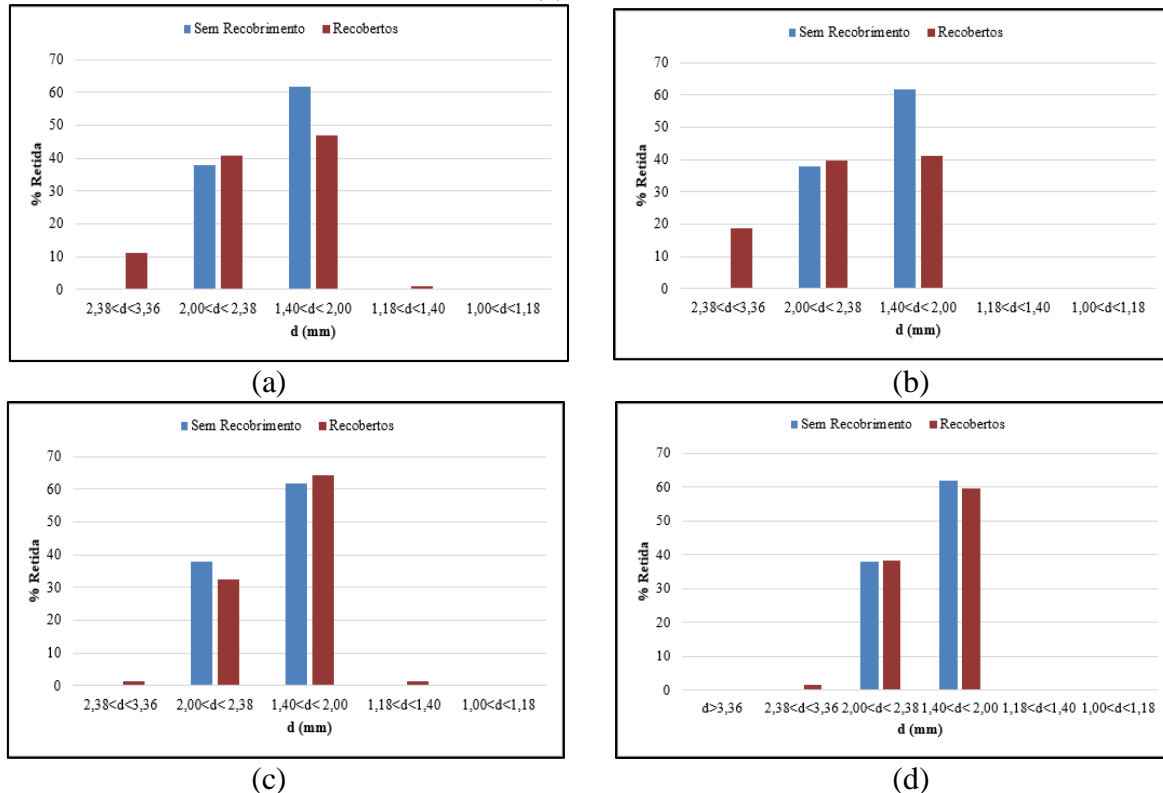 Sem Recobrimento Recobertos
70
60
50
40
30
20
10
0
% Retida
2,38<d<3,36 2,00<d< 2,38 1,40<d< 2,00 1,18<d<1,40 1,00<d<1,18
d (mm)
(a)
Sem Recobrimento Recobertos
70
60
50
40
30
20
10
0
% Retida
2,38<d<3,36 2,00<d< 2,38 1,40<d< 2,00 1,18<d<1,40 1,00<d<1,18
d (mm)
(b)
Sem Recobrimento Recobertos
70
60
50
40
30
20
10
0
% Retida
2,38<d<3,36 2,00<d< 2,38 1,40<d< 2,00 1,18<d<1,40 1,00<d<1,18
d (mm)
(c)
Sem Recobrimento Recobertos
70
60
50
40
30
20
10
0
% Retida
d>3,36 2,38<d<3,36 2,00<d< 2,38 1,40<d< 2,00 1,18<d<1,40 1,00<d<1,18
d (mm)
(d)